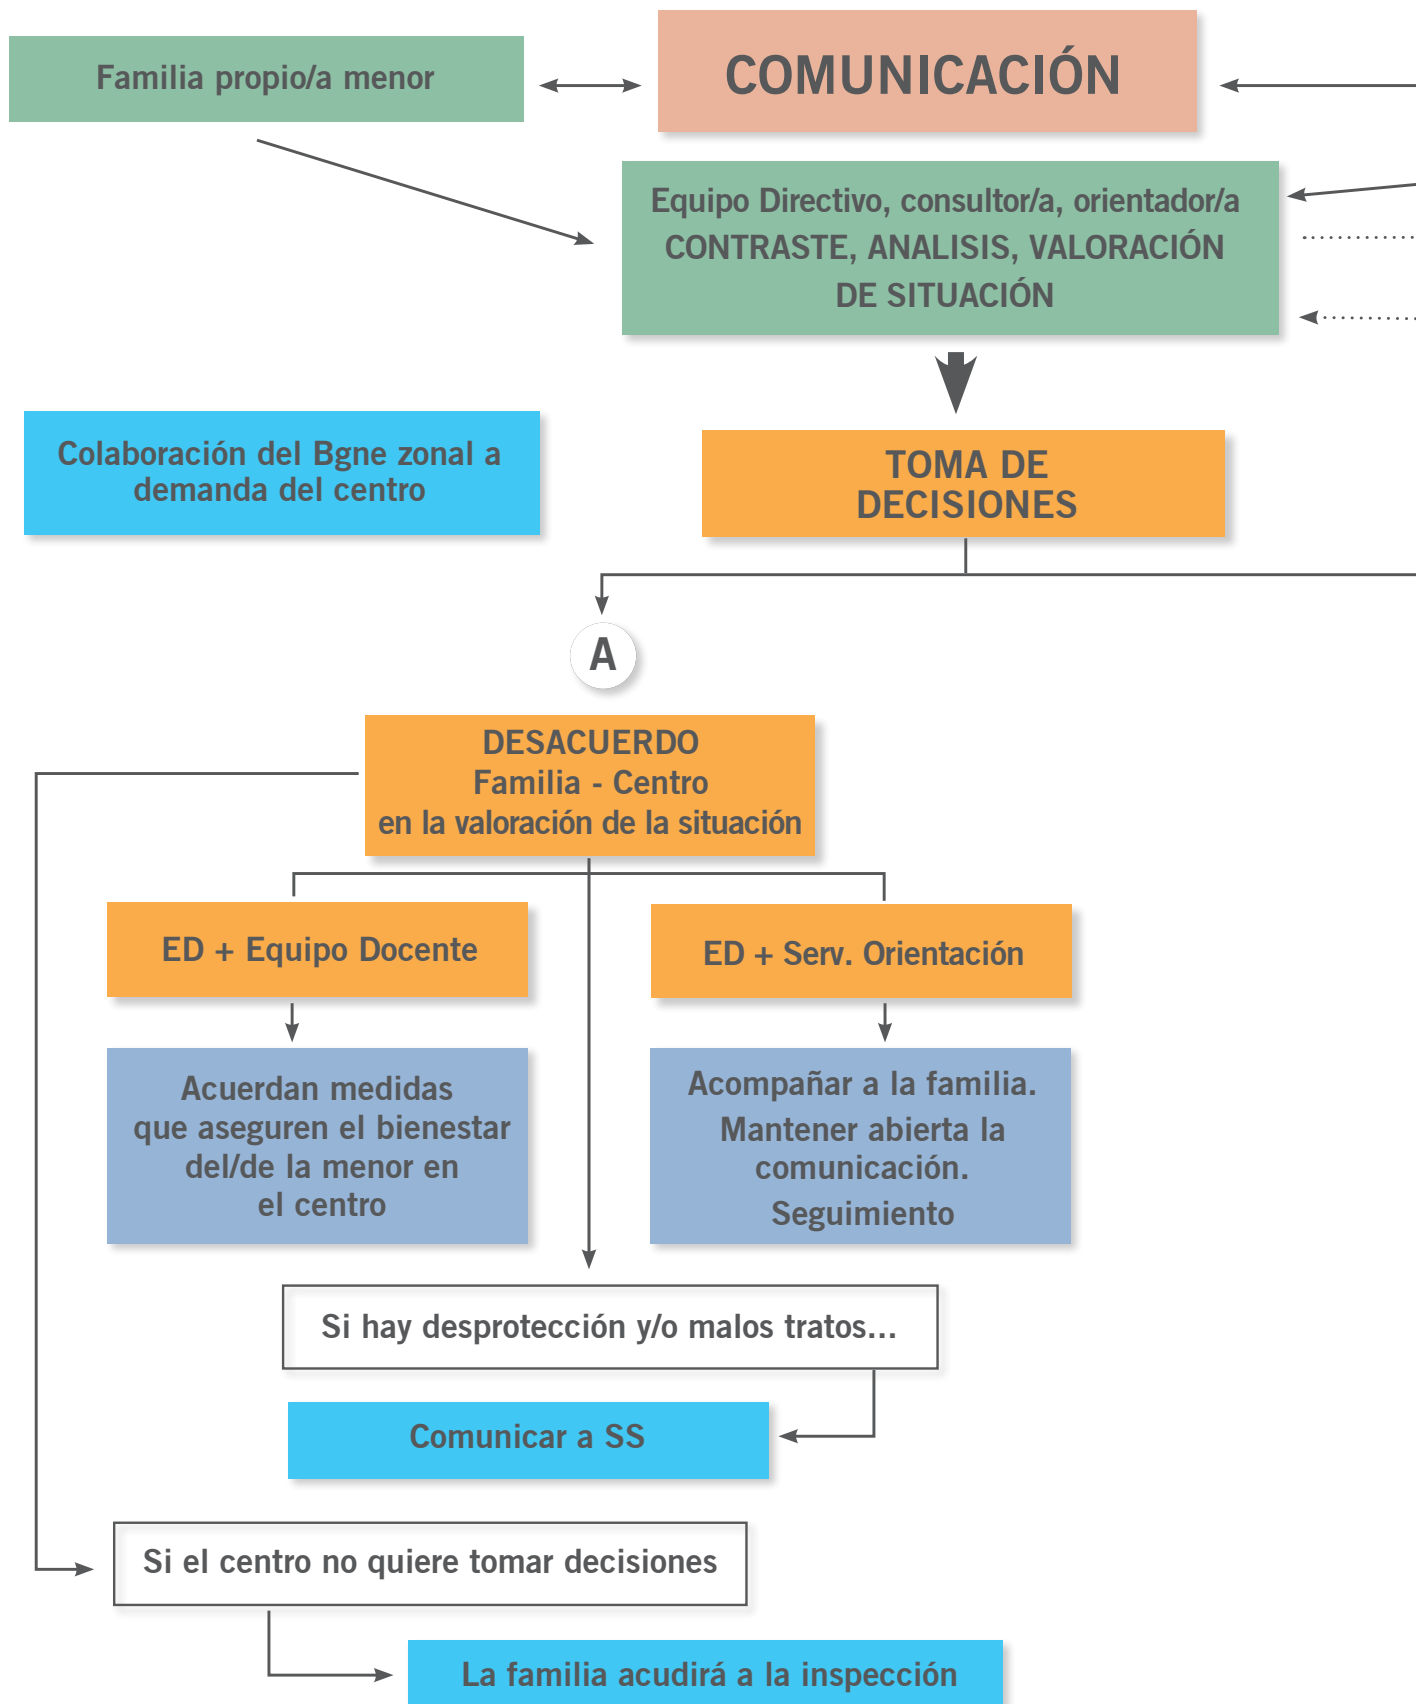 Familia propio/a menor
COMUNICACIÓN
Equipo Directivo, consultor/a, orientador/a
CONTRASTE, ANALISIS, VALORACIÓN
DE SITUACIÓN
Colaboración del Bgne zonal a
demanda del centro
TOMA DE
DECISIONES
A
DESACUERDO
Familia - Centro
en la valoración de la situación
ED + Equipo Docente
ED + Serv. Orientación
Acuerdan medidas
que aseguren el bienestar
del/de la menor en
el centro
Acompañar a la familia.
Mantener abierta la
comunicación.
Seguimiento
Si hay desprotección y/o malos tratos...
Comunicar a SS
Si el centro no quiere tomar decisiones
La familia acudirá a la inspección